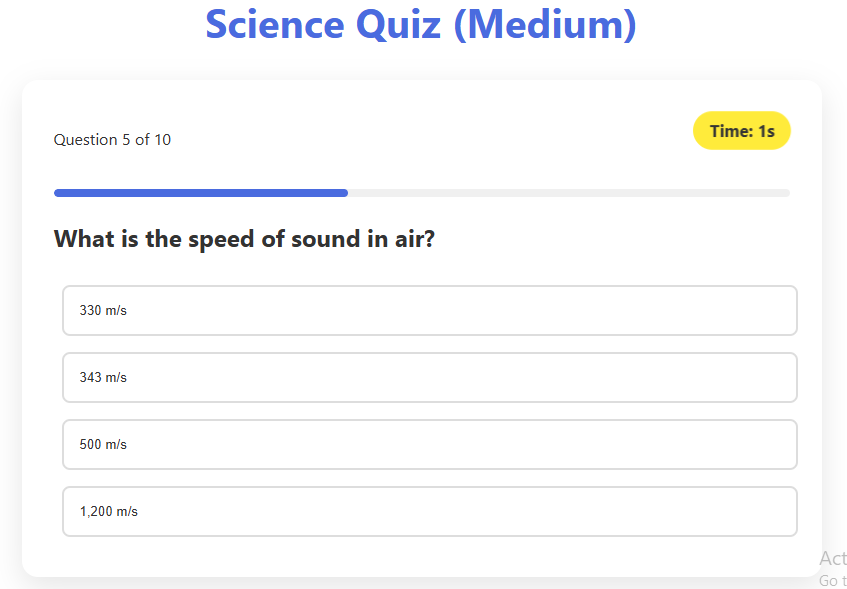 Science Quiz (Medium)
Question 5 of 10
Time: 1s
What is the speed of sound in air?
330 m/s
343 m/s
500 m/s
1,200 m/s
Act
Go t